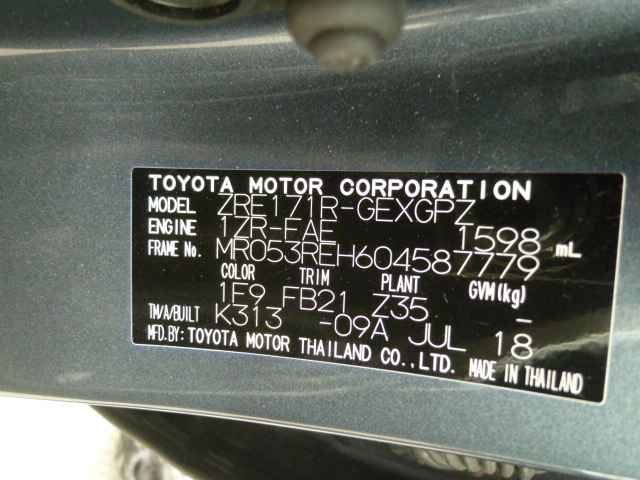 TOYOTA MOTOR CORPORATION
MODEL ZRE171R-GEXGPZ
ENGINE 1ZR-FAE 1598 mL
FRAME No. MR053REH604587779
COLOR TRIM PLANT GVM(kg)
1F9 FB21 Z35 -
TM/A/BUILT K313 -09A JUL 18
MFD.BY: TOYOTA MOTOR THAILAND CO.,LTD. MADE IN THAILAND